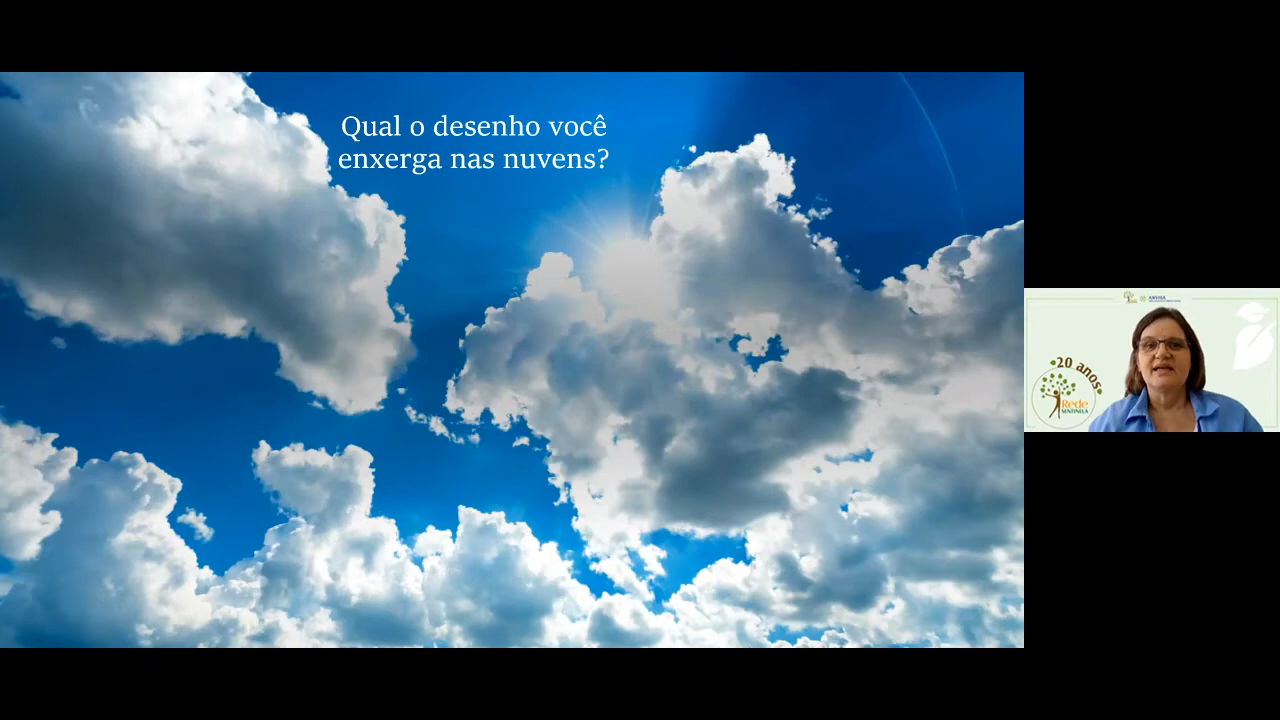 Qual o desenho você
enxerga nas nuvens?
ANVISA
20 anos
Rede
SENTINELA